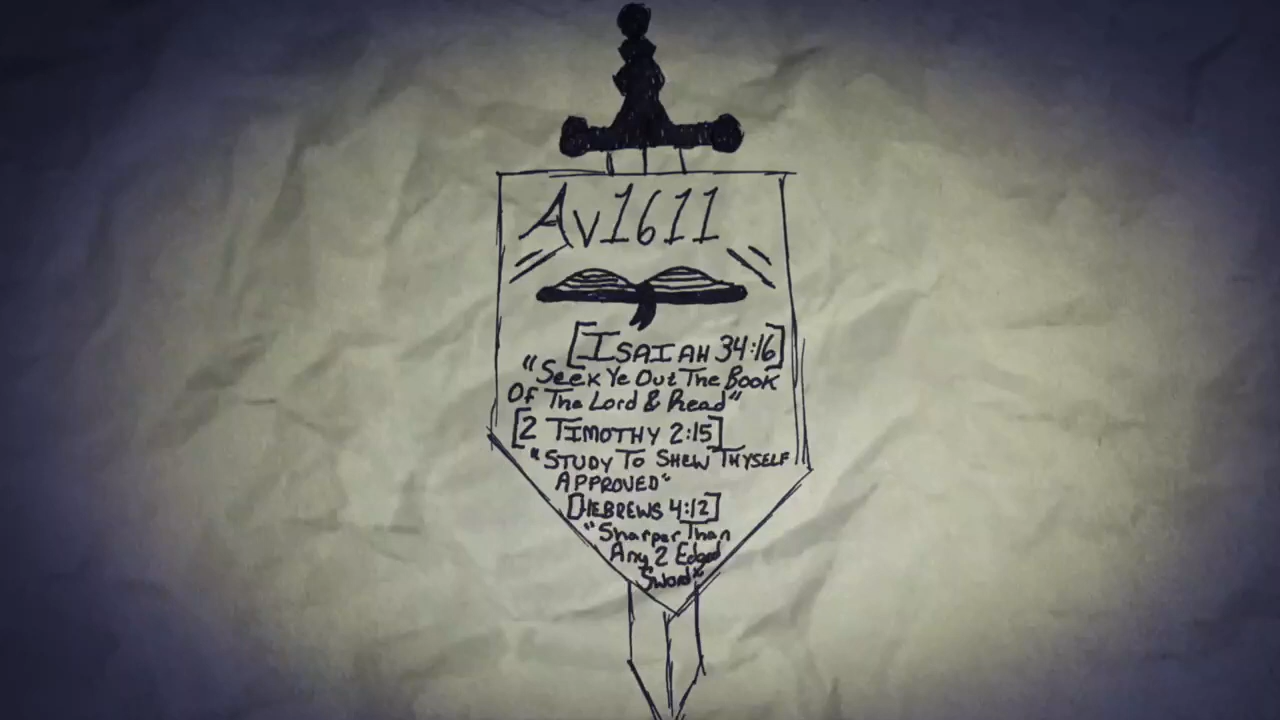 Av1611
[ISAIAH 34:16]
"Seek Ye Out The Book
Of The Lord & Read"
[2 TIMOTHY 2:15]
"STUDY TO SHEW THYSELF
APPROVED"
[HEBREWS 4:12]
"Sharper Than
Any 2 Edged
Sword"